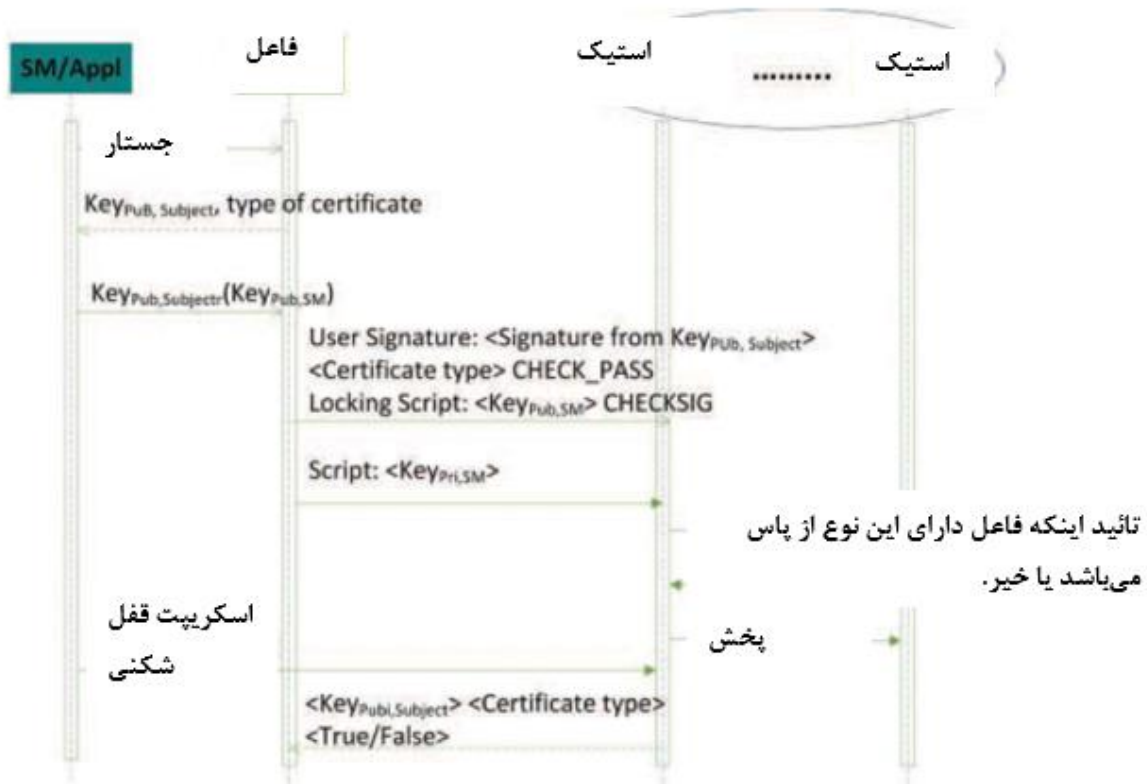 SM/Appl
فاعل
استیک
.........
استیک
جستار
KeyPuB, Subject, type of certificate
KeyPub,Subjectr(KeyPub,SM)
User Signature: <Signature from KeyPUb, Subject>
<Certificate type> CHECK_PASS
Locking Script: <KeyPub,SM> CHECKSIG
Script: <KeyPri,SM>
تائید اینکه فاعل دارای این نوع از پاس
می‌باشد یا خیر.
اسکریپت قفل
شکنی
پخش
<KeyPubi,Subject> <Certificate type>
<True/False>